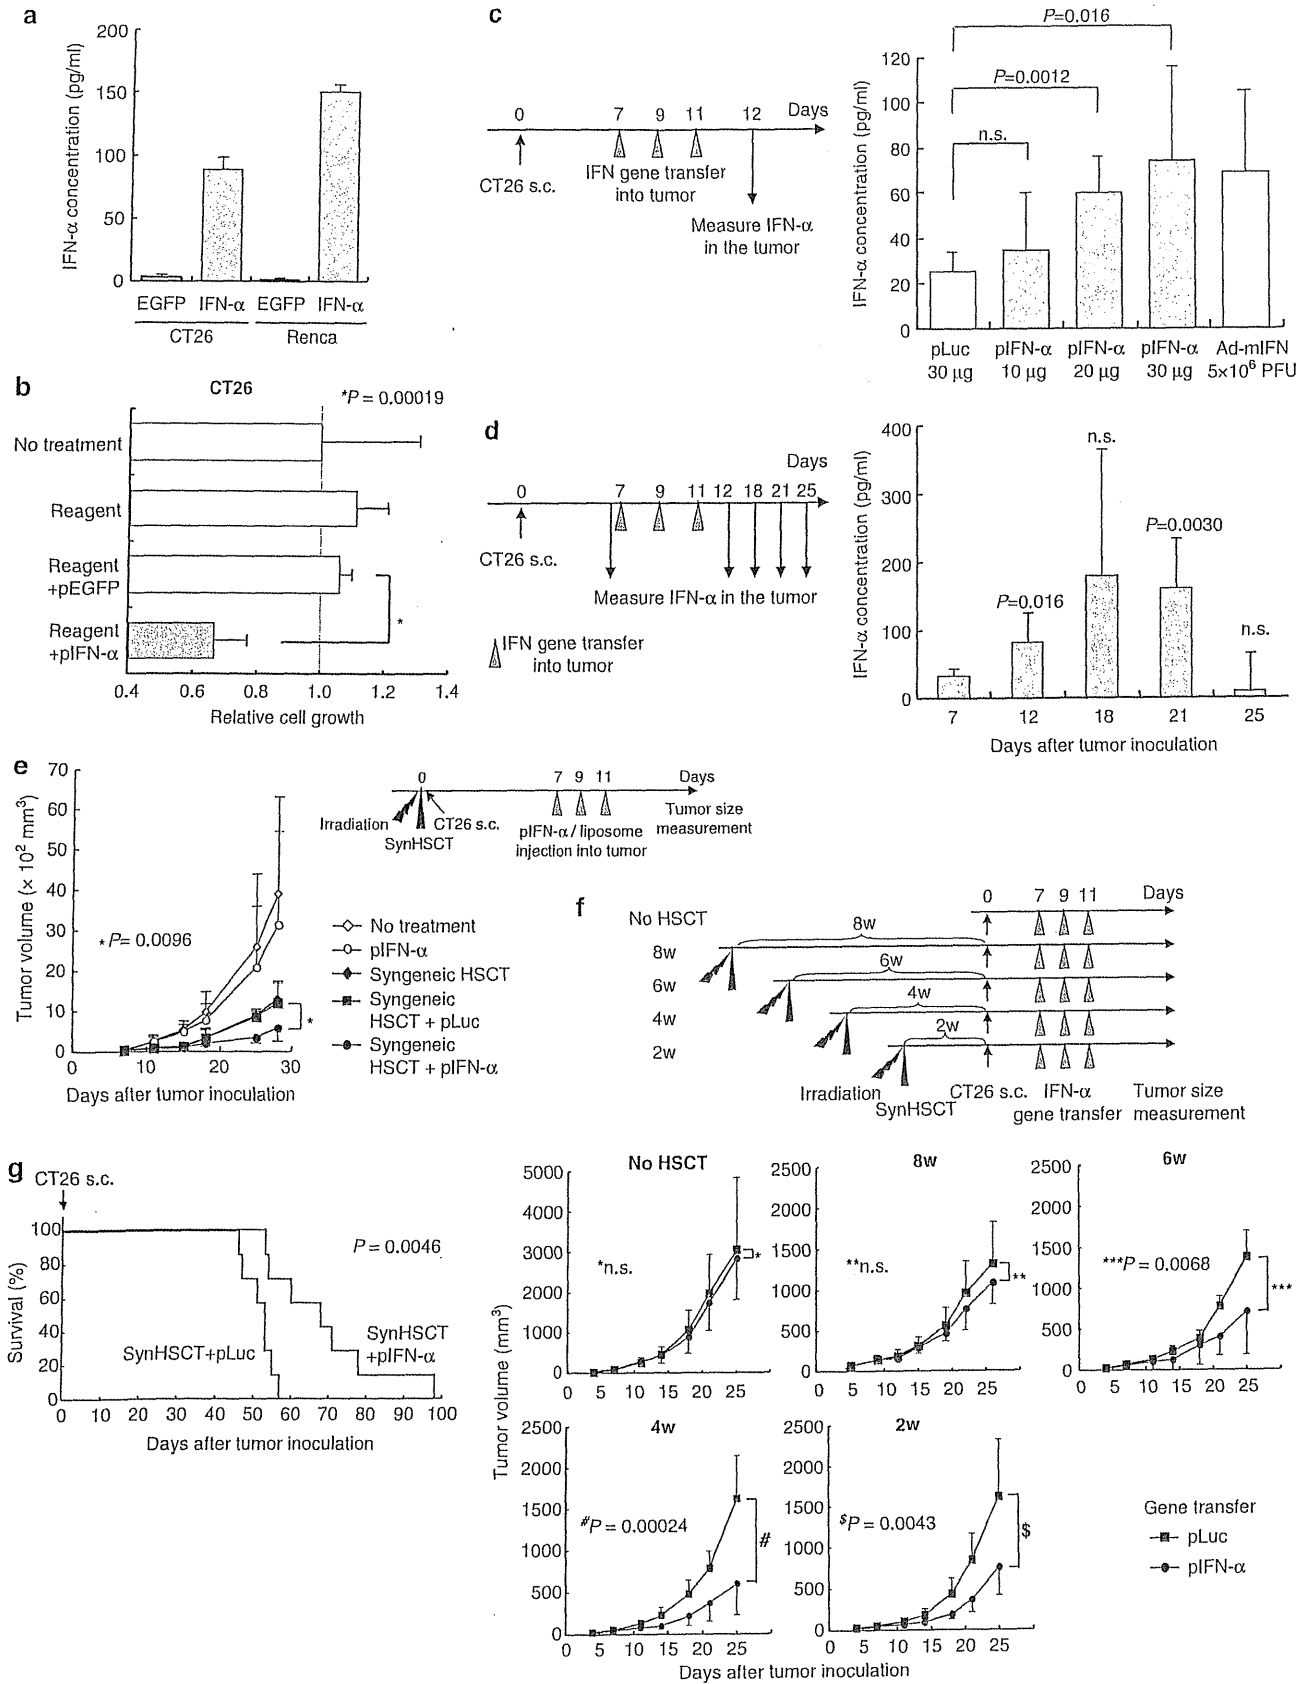 a
200
150
100
50
0
IFN-α concentration (pg/ml)
EGFP IFN-α EGFP IFN-α
CT26 Renca
b
CT26
*P = 0.00019
No treatment
Reagent
Reagent
+pEGFP
Reagent
+pIFN-α
*
0.4 0.6 0.8 1.0 1.2 1.4
Relative cell growth
c
0 7 9 11 12 Days
CT26 s.c.
IFN gene transfer
into tumor
Measure IFN-α
in the tumor
P=0.016
P=0.0012
n.s.
120
100
80
60
40
20
0
IFN-α concentration (pg/ml)
pLuc pIFN-α pIFN-α pIFN-α Ad-mIFN
30 μg 10 μg 20 μg 30 μg 5×10⁶ PFU
d
Days
0 7 9 11 12 18 21 25
CT26 s.c.
Measure IFN-α in the tumor
IFN gene transfer
into tumor
400
300
200
100
0
IFN-α concentration (pg/ml)
n.s.
P=0.0030
P=0.016
n.s.
7 12 18 21 25
Days after tumor inoculation
e
70
60
50
40
30
20
10
0
Tumor volume (× 10² mm³)
*P= 0.0096
*
0 10 20 30
Days after tumor inoculation
0 7 9 11 Days
Irradiation
CT26 s.c.
SynHSCT
pIFN-α / liposome
injection into tumor
Tumor size
measurement
No treatment
pIFN-α
Syngeneic HSCT
Syngeneic
HSCT + pLuc
Syngeneic
HSCT + pIFN-α
f
0 7 9 11 Days
No HSCT
8w
8w
6w
6w
4w
4w
2w
2w
Irradiation
SynHSCT
CT26 s.c.
IFN-α
gene transfer
Tumor size
measurement
g
CT26 s.c.
100
80
60
40
20
0
Survival (%)
P = 0.0046
SynHSCT+pLuc
SynHSCT
+pIFN-α
0 10 20 30 40 50 60 70 80 90 100
Days after tumor inoculation
No HSCT
5000
4000
3000
2000
1000
0
*n.s.
*
0 5 10 15 20 25
8w
2500
2000
1500
1000
500
0
**n.s.
**
0 5 10 15 20 25
6w
2500
2000
1500
1000
500
0
***P = 0.0068
***
0 5 10 15 20 25
Tumor volume (mm³)
4w
2500
2000
1500
1000
500
0
#P = 0.00024
#
0 5 10 15 20 25
2w
2500
2000
1500
1000
500
0
$P = 0.0043
$
0 5 10 15 20 25
Days after tumor inoculation
Gene transfer
pLuc
pIFN-α